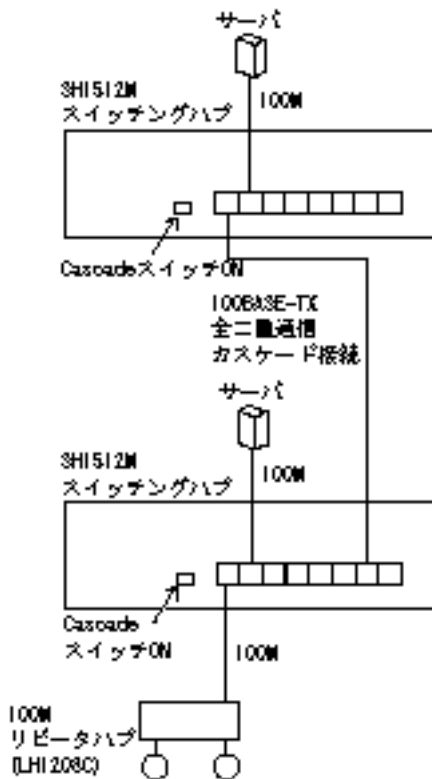 サーバ
SH1512M
スイッチングハブ
100M
CascadeスイッチON
100BASE-TX
全二重通信
カスケード接続
サーバ
SH1512M
スイッチングハブ
100M
Cascade
スイッチON
100M
100M
リピータハブ
(LH1208C)